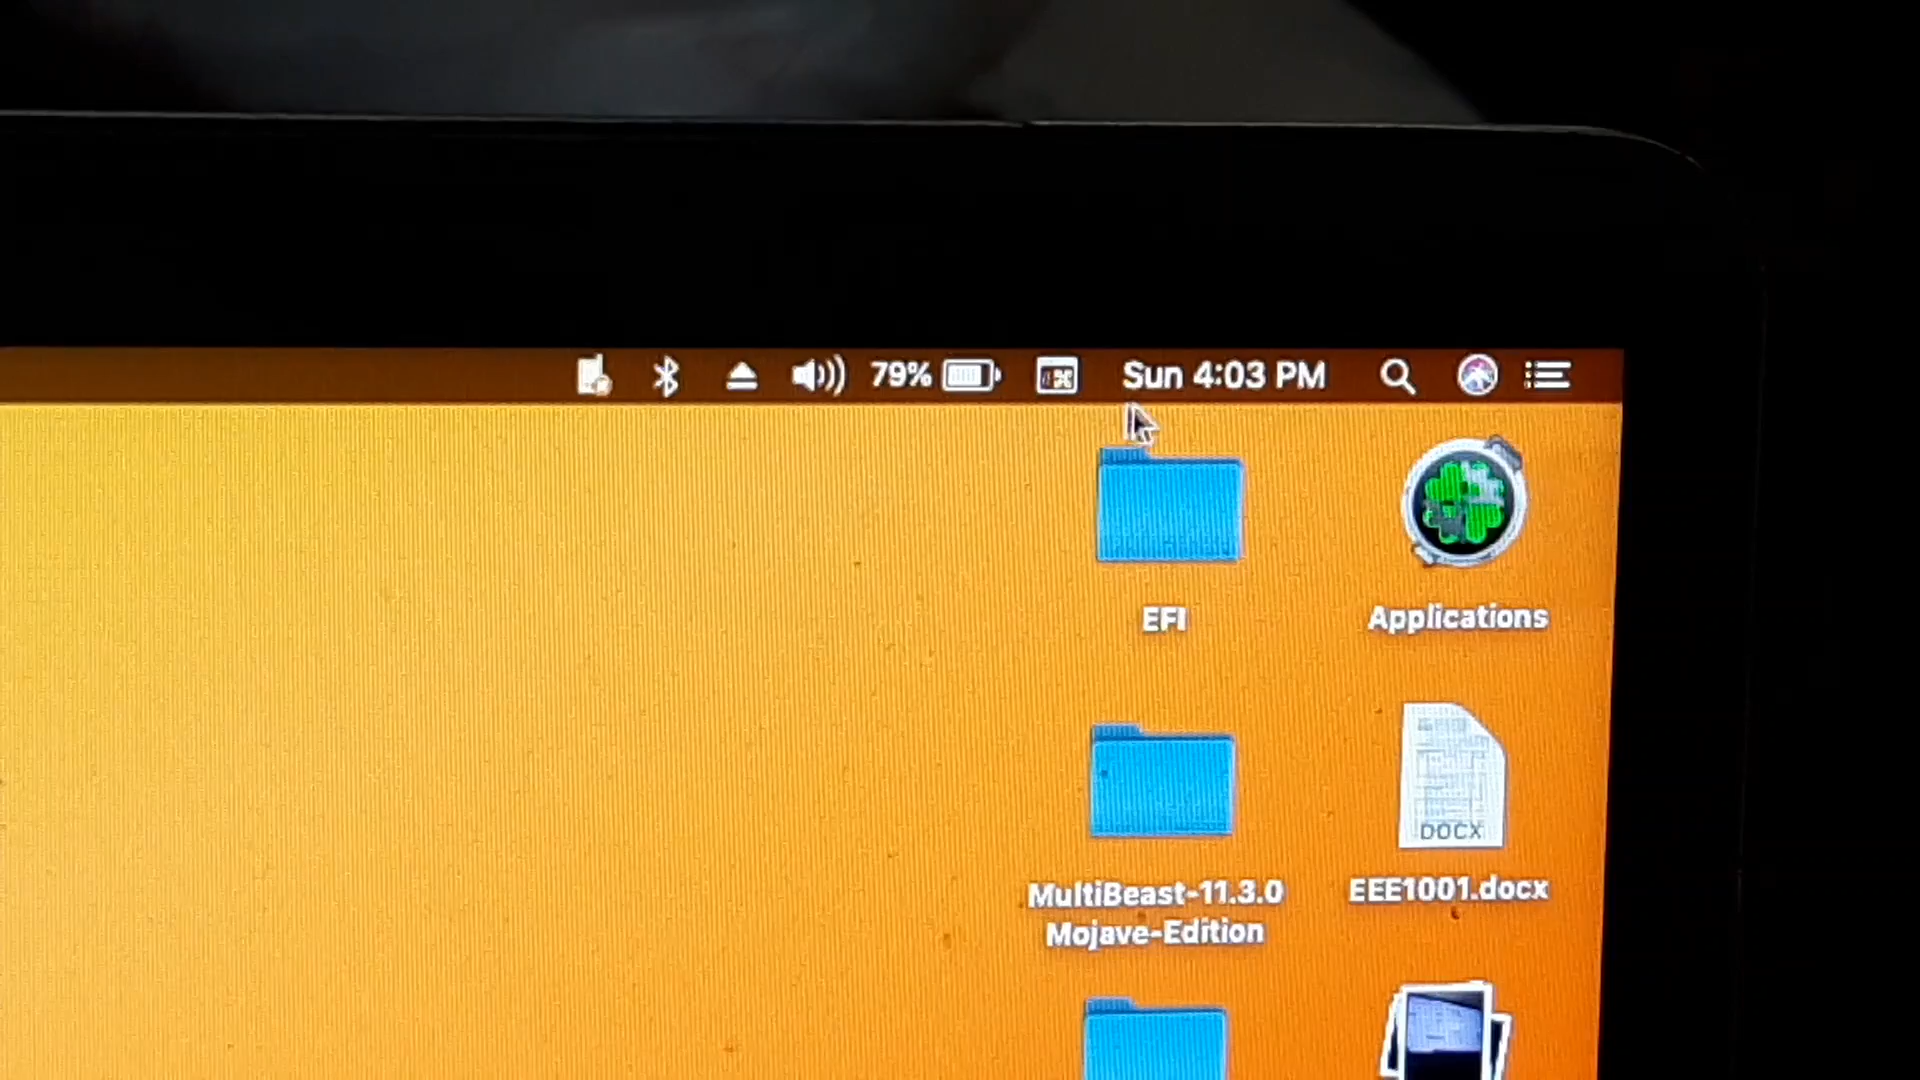 79%
Sun 4:03 PM
EFI
Applications
DOCX
MultiBeast-11.3.0
Mojave-Edition
EEE1001.docx